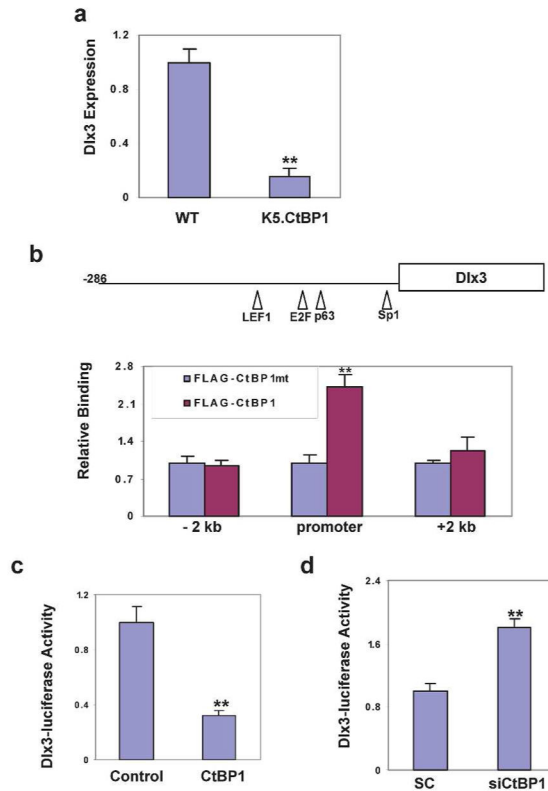 a
Dlx3 Expression
1.2
0.8
0.4
0
**
WT K5.CtBP1
b
-286
Dlx3
LEF1 E2F p63 Sp1
Relative Binding
2.8
2.1
1.4
0.7
0
FLAG-CtBP1mt
FLAG-CtBP1
**
- 2 kb promoter +2 kb
c
Dlx3-luciferase Activity
1.2
0.8
0.4
0
**
Control CtBP1
d
Dlx3-luciferase Activity
2.4
1.6
0.8
0
**
SC siCtBP1